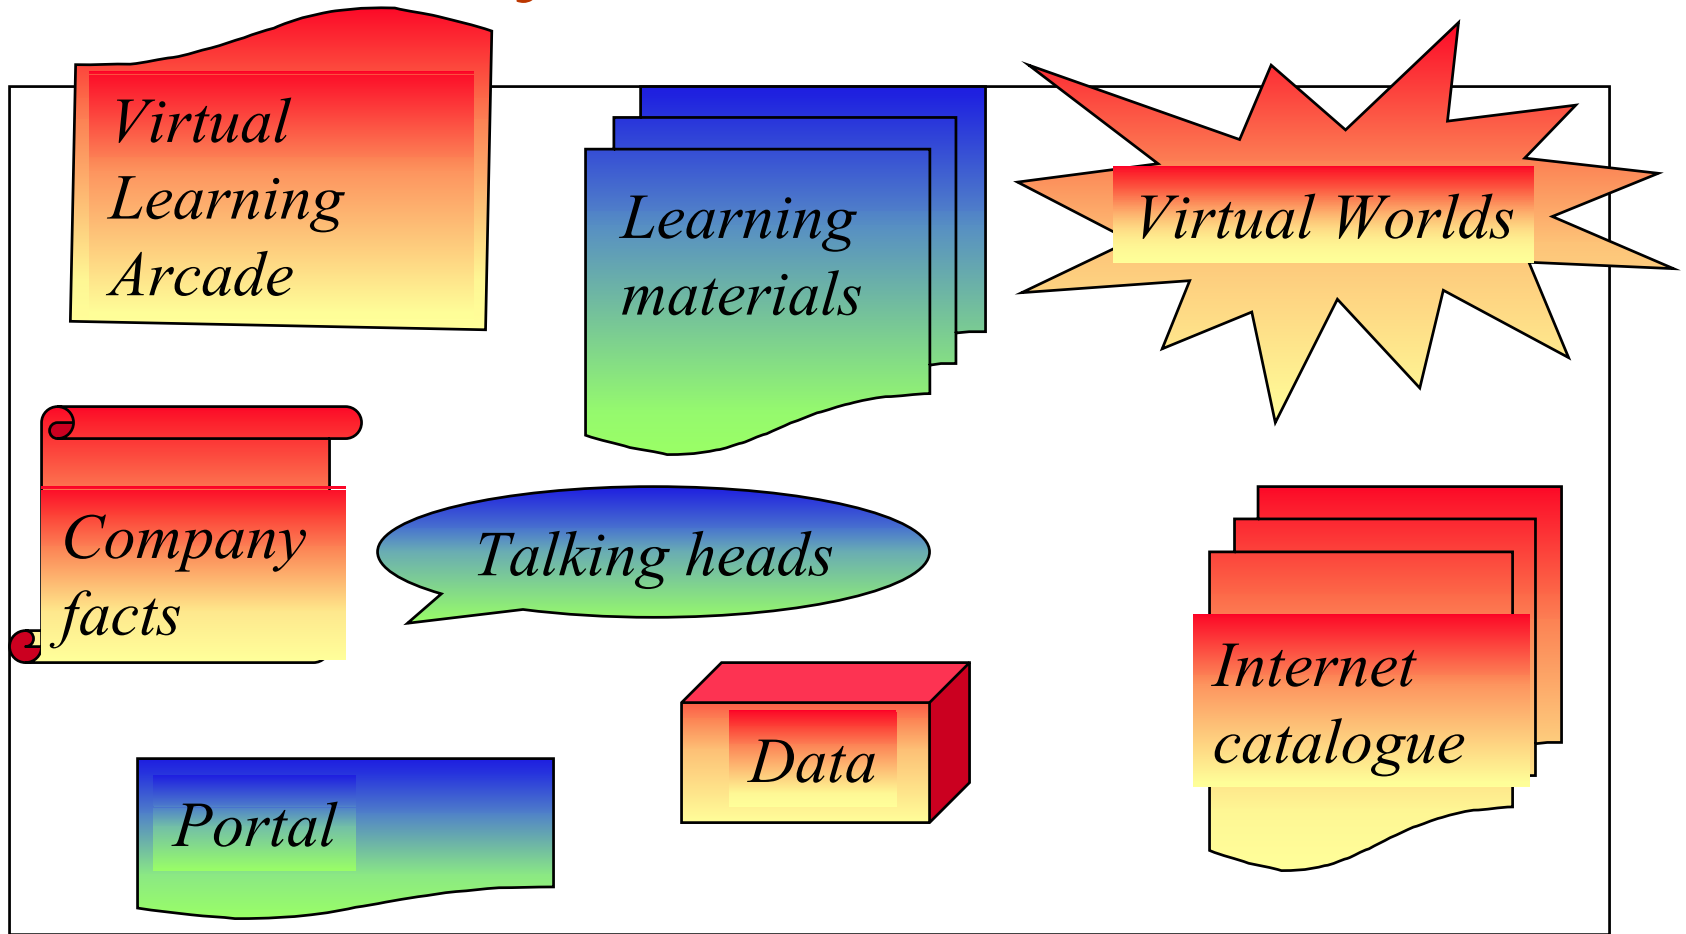 Virtual
Learning
Arcade
Learning
materials
Virtual Worlds
Company
facts
Talking heads
Internet
catalogue
Data
Portal